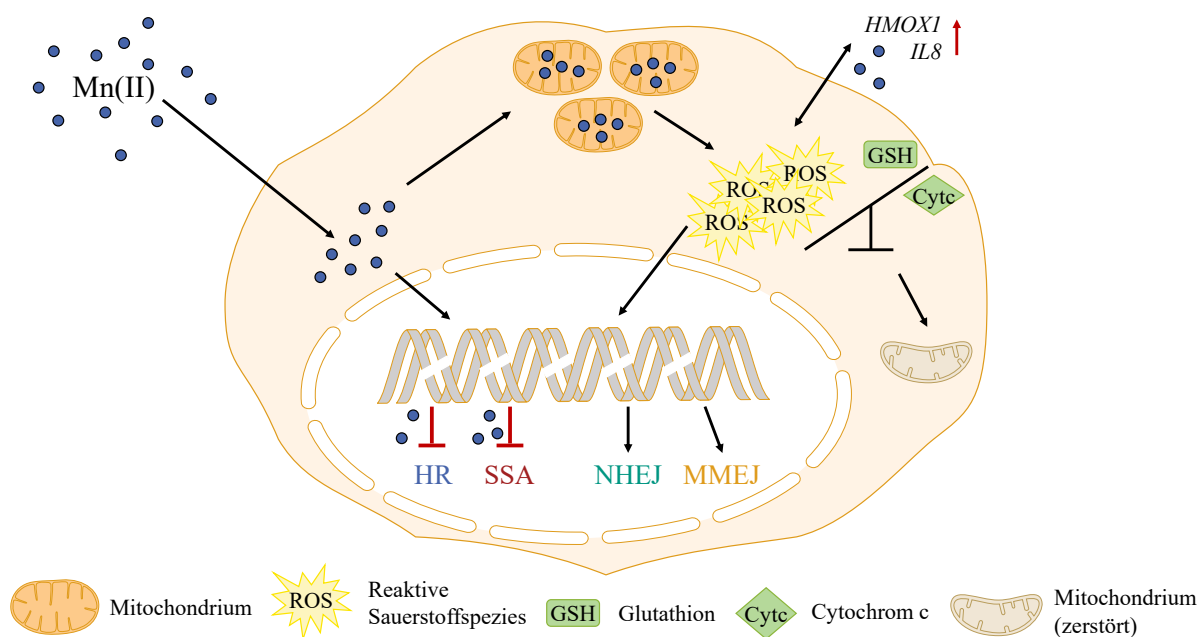 HMOX1
IL8
Mn(II)
GSH
ROS
ROS
Cytc
ROS
ROS
HR
SSA
NHEJ
MMEJ
Mitochondrium
ROS
Reaktive
Sauerstoffspezies
GSH
Glutathion
Cytc
Cytochrom c
Mitochondrium
(zerstört)